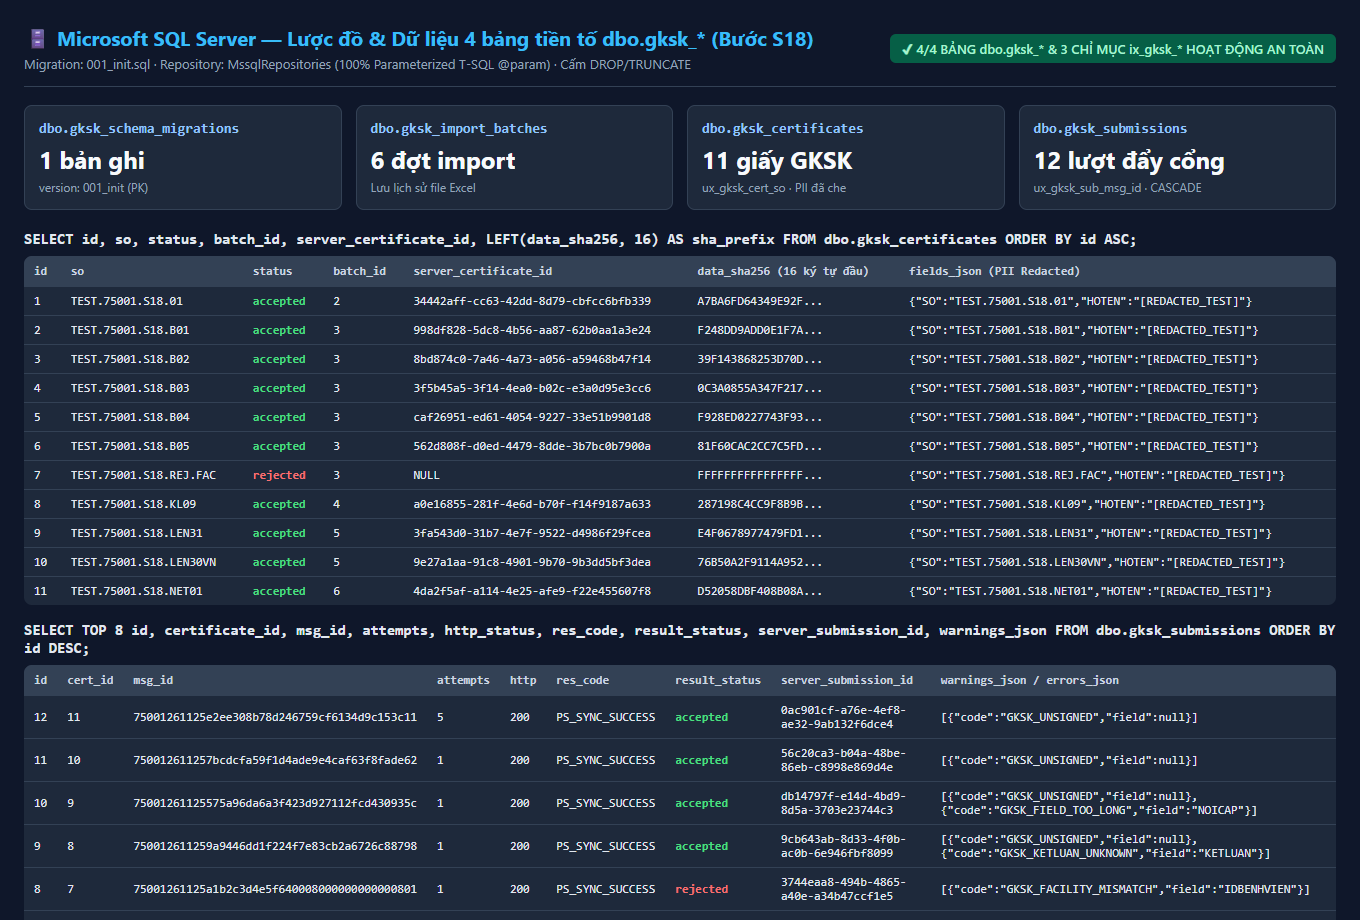 Microsoft SQL Server — Lược đồ & Dữ liệu 4 bảng tiền tố dbo.gksk_* (Bước S18)
Migration: 001_init.sql · Repository: MssqlRepositories (100% Parameterized T-SQL @param) · Cấm DROP/TRUNCATE
✓ 4/4 BẢNG dbo.gksk_* & 3 CHỈ MỤC ix_gksk_* HOẠT ĐỘNG AN TOÀN
dbo.gksk_schema_migrations
1 bản ghi
version: 001_init (PK)
dbo.gksk_import_batches
6 đợt import
Lưu lịch sử file Excel
dbo.gksk_certificates
11 giấy GKSK
ux_gksk_cert_so · PII đã che
dbo.gksk_submissions
12 lượt đẩy cổng
ux_gksk_sub_msg_id · CASCADE
SELECT id, so, status, batch_id, server_certificate_id, LEFT(data_sha256, 16) AS sha_prefix FROM dbo.gksk_certificates ORDER BY id ASC;
id so status batch_id server_certificate_id data_sha256 (16 ký tự đầu) fields_json (PII Redacted)
1 TEST.75001.S18.01 accepted 2 34442aff-cc63-42dd-8d79-cbfcc6bfb339 A7BA6FD64349E92F... {"SO":"TEST.75001.S18.01","HOTEN":"[REDACTED_TEST]"}
2 TEST.75001.S18.B01 accepted 3 998df828-5dc8-4b56-aa87-62b0aa1a3e24 F248DD9ADD0E1F7A... {"SO":"TEST.75001.S18.B01","HOTEN":"[REDACTED_TEST]"}
3 TEST.75001.S18.B02 accepted 3 8bd874c0-7a46-4a73-a056-a59468b47f14 39F143868253D70D... {"SO":"TEST.75001.S18.B02","HOTEN":"[REDACTED_TEST]"}
4 TEST.75001.S18.B03 accepted 3 3f5b45a5-3f14-4ea0-b02c-e3a0d95e3cc6 0C3A0855A347F217... {"SO":"TEST.75001.S18.B03","HOTEN":"[REDACTED_TEST]"}
5 TEST.75001.S18.B04 accepted 3 caf26951-ed61-4054-9227-33e51b9901d8 F928ED0227743F93... {"SO":"TEST.75001.S18.B04","HOTEN":"[REDACTED_TEST]"}
6 TEST.75001.S18.B05 accepted 3 562d808f-d0ed-4479-8dde-3b7bc0b7900a 81F60CAC2CC7C5FD... {"SO":"TEST.75001.S18.B05","HOTEN":"[REDACTED_TEST]"}
7 TEST.75001.S18.REJ.FAC rejected 3 NULL FFFFFFFFFFFFFFFF... {"SO":"TEST.75001.S18.REJ.FAC","HOTEN":"[REDACTED_TEST]"}
8 TEST.75001.S18.KL09 accepted 4 a0e16855-281f-4e6d-b70f-f14f9187a633 287198C4CC9F8B9B... {"SO":"TEST.75001.S18.KL09","HOTEN":"[REDACTED_TEST]"}
9 TEST.75001.S18.LEN31 accepted 5 3fa543d0-31b7-4e7f-9522-d4986f29fcea E4F0678977479FD1... {"SO":"TEST.75001.S18.LEN31","HOTEN":"[REDACTED_TEST]"}
10 TEST.75001.S18.LEN30VN accepted 5 9e27a1aa-91c8-4901-9b70-9b3dd5bf3dea 76B50A2F9114A952... {"SO":"TEST.75001.S18.LEN30VN","HOTEN":"[REDACTED_TEST]"}
11 TEST.75001.S18.NET01 accepted 6 4da2f5af-a114-4e25-afe9-f22e455607f8 D52058DBF408B08A... {"SO":"TEST.75001.S18.NET01","HOTEN":"[REDACTED_TEST]"}
SELECT TOP 8 id, certificate_id, msg_id, attempts, http_status, res_code, result_status, server_submission_id, warnings_json FROM dbo.gksk_submissions ORDER BY
id DESC;
id cert_id msg_id attempts http res_code result_status server_submission_id warnings_json / errors_json
12 11 75001261125e2ee308b78d246759cf6134d9c153c11 5 200 PS_SYNC_SUCCESS accepted 0ac901cf-a76e-4ef8- [{"code":"GKSK_UNSIGNED","field":null}]
ae32-9ab132f6dce4
11 10 750012611257bcdcfa59f1d4ade9e4caf63f8fade62 1 200 PS_SYNC_SUCCESS accepted 56c20ca3-b04a-48be- [{"code":"GKSK_UNSIGNED","field":null}]
86eb-c8998e869d4e
10 9 75001261125575a96da6a3f423d927112fcd430935c 1 200 PS_SYNC_SUCCESS accepted db14797f-e14d-4bd9- [{"code":"GKSK_UNSIGNED","field":null},
8d5a-3703e23744c3 {"code":"GKSK_FIELD_TOO_LONG","field":"NOICAP"}]
9 8 750012611259a9446dd1f224f7e83cb2a6726c88798 1 200 PS_SYNC_SUCCESS accepted 9cb643ab-8d33-4f0b- [{"code":"GKSK_UNSIGNED","field":null},
ac0b-6e946fbf8099 {"code":"GKSK_KETLUAN_UNKNOWN","field":"KETLUAN"}]
8 7 75001261125a1b2c3d4e5f640008000000000000801 1 200 PS_SYNC_SUCCESS rejected 3744eaa8-494b-4865- [{"code":"GKSK_FACILITY_MISMATCH","field":"IDBENHVIEN"}]
a40e-a34b47ccf1e5